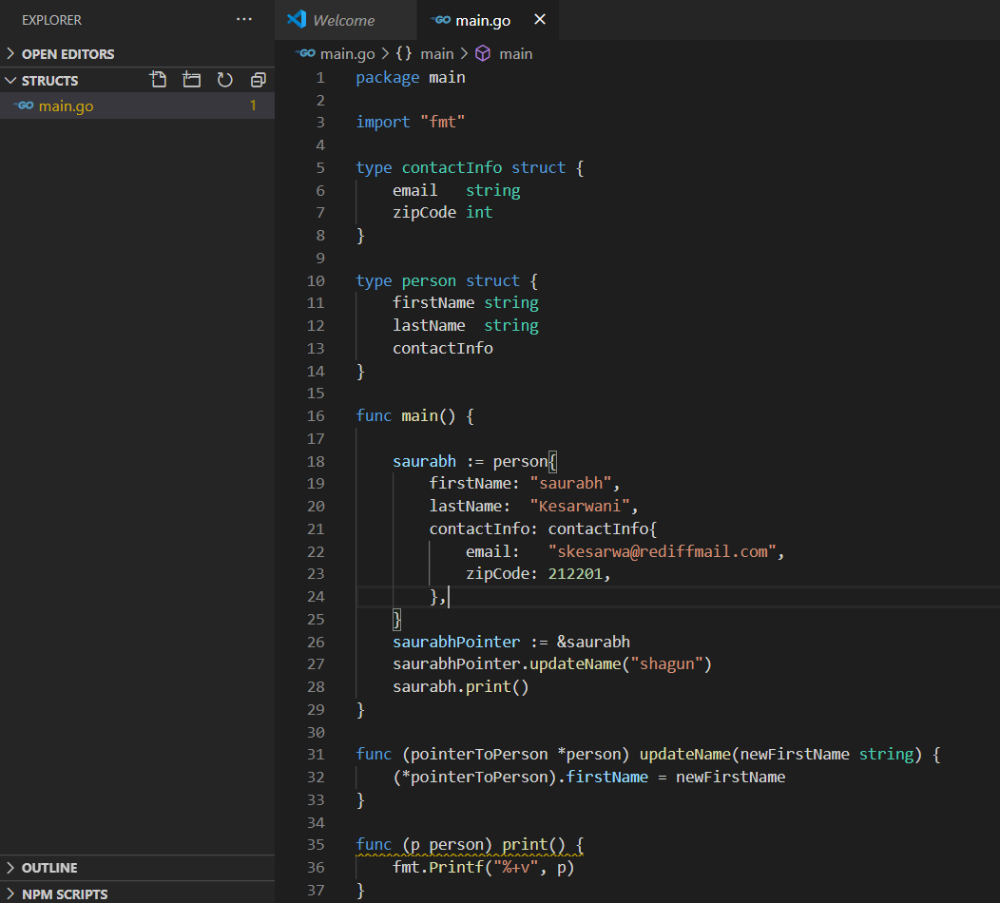 EXPLORER ...
OPEN EDITORS
STRUCTS
GO main.go 1
OUTLINE
NPM SCRIPTS
Welcome GO main.go ×
GO main.go > {} main > main
1 package main
2
3 import "fmt"
4
5 type contactInfo struct {
6     email   string
7     zipCode int
8 }
9
10 type person struct {
11     firstName string
12     lastName  string
13     contactInfo
14 }
15
16 func main() {
17
18     saurabh := person{
19         firstName: "saurabh",
20         lastName:  "Kesarwani",
21         contactInfo: contactInfo{
22             email:   "skesarwa@rediffmail.com",
23             zipCode: 212201,
24         },
25     }
26     saurabhPointer := &saurabh
27     saurabhPointer.updateName("shagun")
28     saurabh.print()
29 }
30
31 func (pointerToPerson *person) updateName(newFirstName string) {
32     (*pointerToPerson).firstName = newFirstName
33 }
34
35 func (p person) print() {
36     fmt.Printf("%+v", p)
37 }